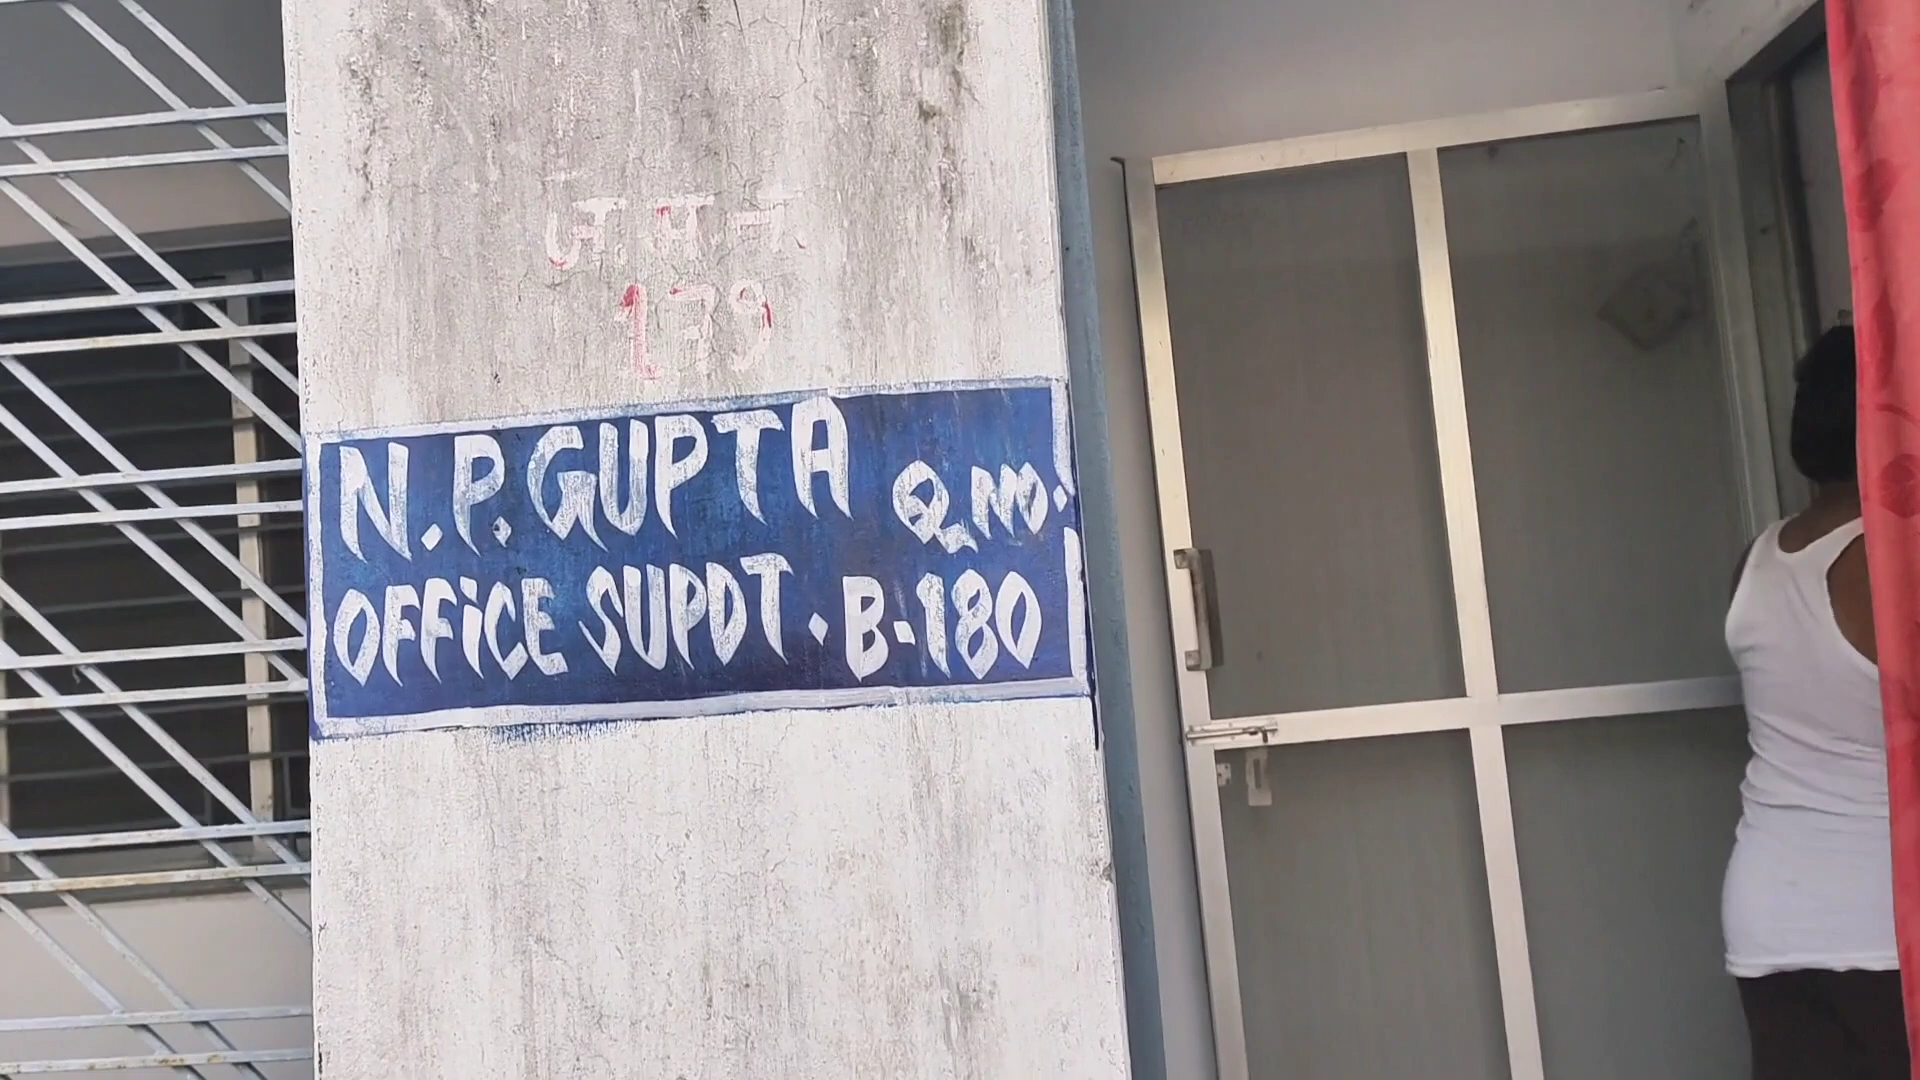 ज.म.न
179
N.P. GUPTA Q NO.
OFFiCE SUPDT. B-180